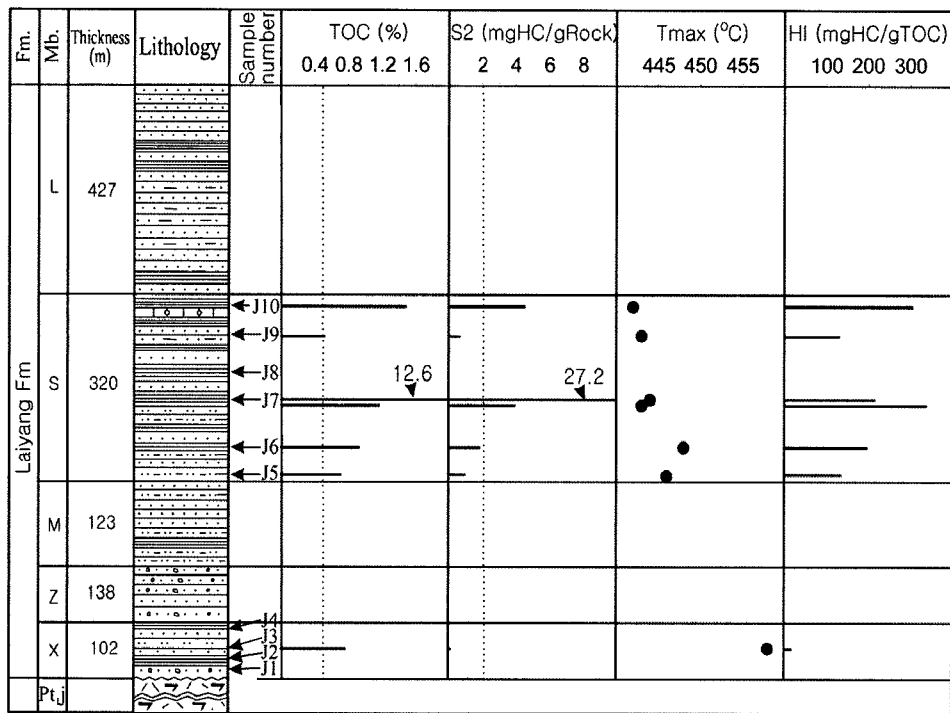 Fm.
Mb.
Thickness (m)
Lithology
Sample number
TOC (%)
0.4 0.8 1.2 1.6
S2 (mgHC/gRock)
2 4 6 8
Tmax (°C)
445 450 455
HI (mgHC/gTOC)
100 200 300
Laiyang Fm
L
427
S
320
M
123
Z
138
X
102
Pt₁j
J10
J9
J8
J7
J6
J5
J4
J3
J2
J1
12.6
27.2